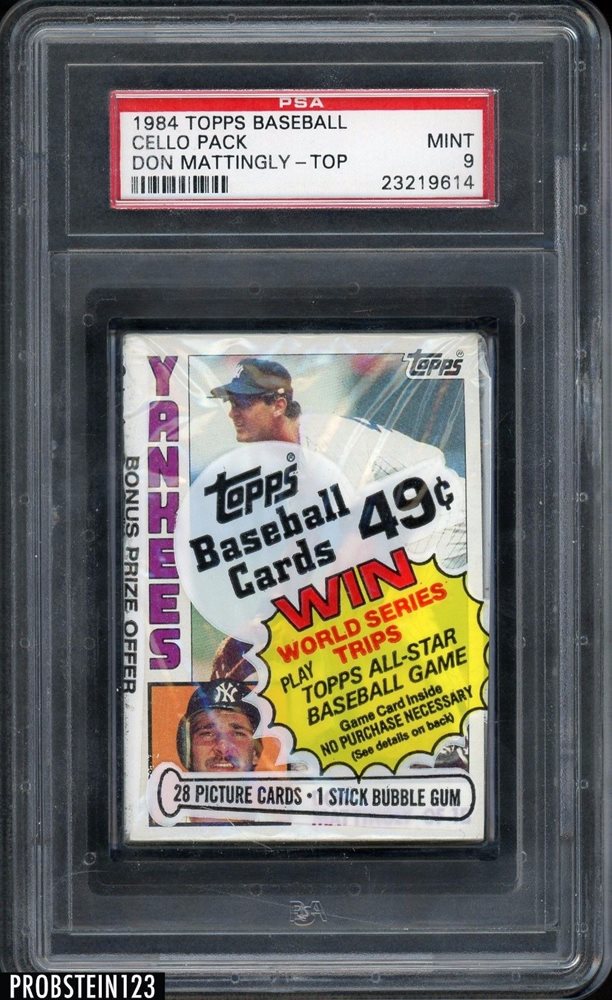 PSA
1984 TOPPS BASEBALL
CELLO PACK MINT
DON MATTINGLY - TOP 9
23219614
Topps®
YANKEES
BONUS PRIZE OFFER
Topps®
Baseball
Cards 49¢
WIN
WORLD SERIES
TRIPS
PLAY TOPPS ALL-STAR
BASEBALL GAME
Game Card Inside
NO PURCHASE NECESSARY
(See details on back)
NY
28 PICTURE CARDS • 1 STICK BUBBLE GUM
PSA
PROBSTEIN123